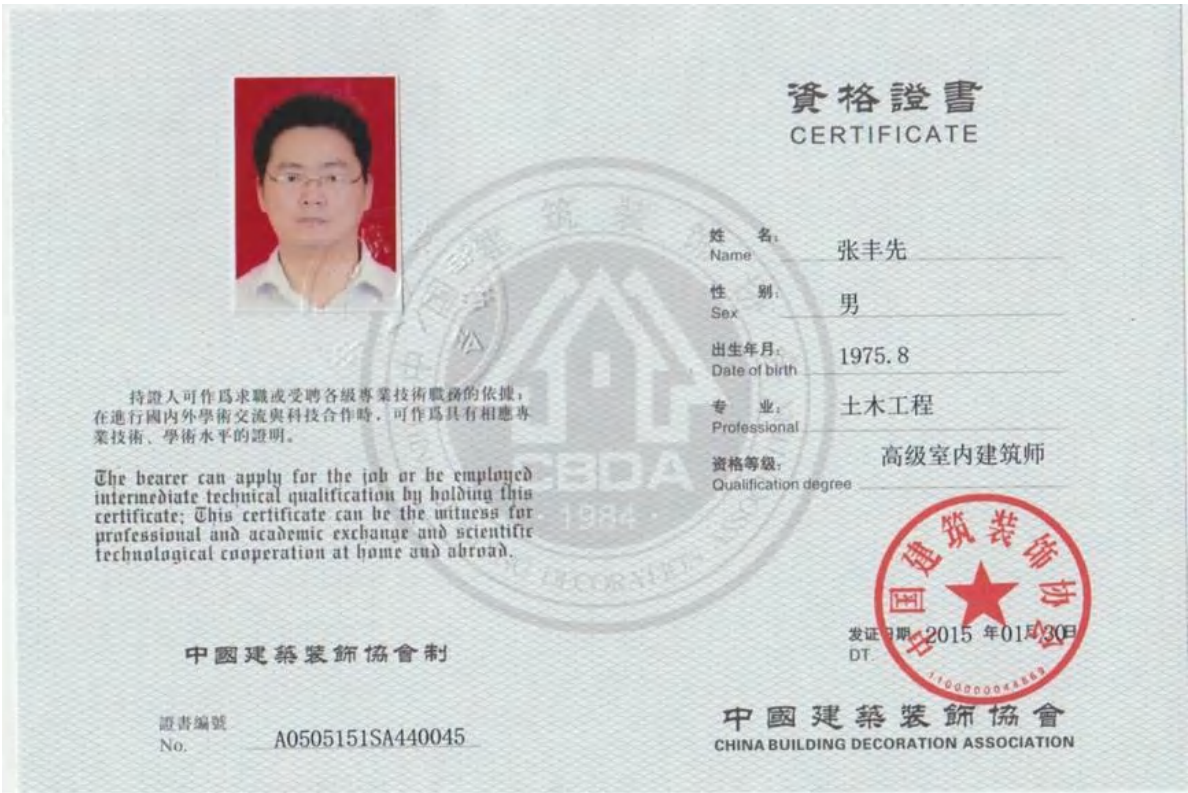 持證人可作爲求職或受聘各級專業技術職務的依據;
在進行國内外學術交流與科技合作時,可作爲具有相應專
業技術、學術水平的證明。
The bearer can apply for the job or be employed
intermediate technical qualification by holding this
certificate; This certificate can be the witness for
professional and academic exchange and scientific
technological cooperation at home and abroad.
中國建築裝飾協會制
證書編號
No. A0505151SA440045
資格證書
CERTIFICATE
姓 名: 张丰先
Name
性 别: 男
Sex
出生年月: 1975.8
Date of birth
专 业: 土木工程
Professional
资格等级: 高级室内建筑师
Qualification degree
中国建筑装饰协会
发证日期 2015 年01月30日
DT.
1100000044869
中國建築裝飾協會
CHINA BUILDING DECORATION ASSOCIATION
CBDA
1984